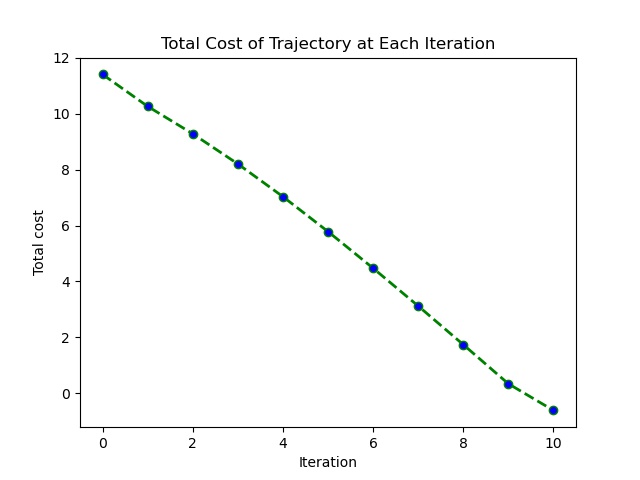 Total Cost of Trajectory at Each Iteration
12
10
8
6
4
2
0
Total cost
0 2 4 6 8 10
Iteration